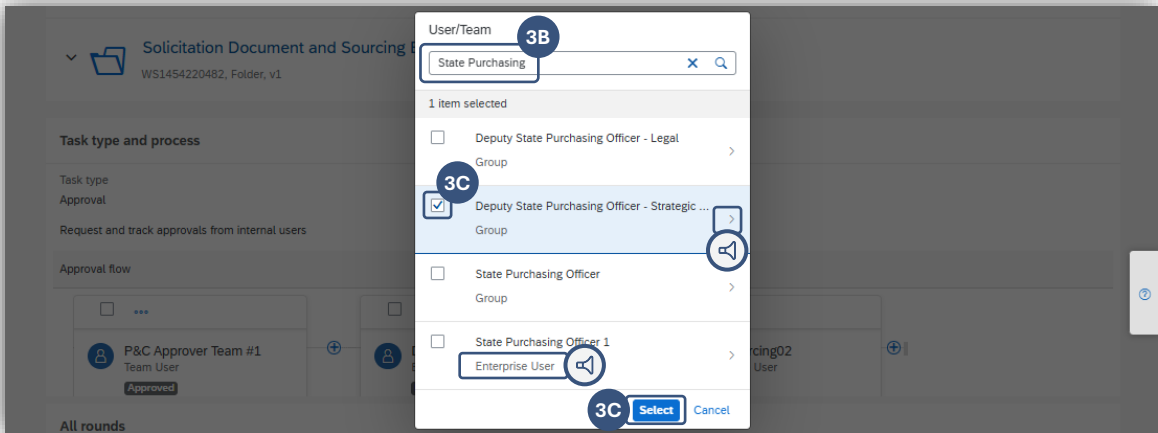 User/Team
3B
Solicitation Document and Sourcing
WS1454220482, Folder, v1
State Purchasing
1 item selected
Deputy State Purchasing Officer - Legal
Group
Task type and process
3C
Task type
Approval
Deputy State Purchasing Officer - Strategic ...
Group
Request and track approvals from internal users
Approval flow
State Purchasing Officer
Group
P&C Approver Team #1
Team User
Approved
State Purchasing Officer 1
Enterprise User
rcing02
User
3C
Select
Cancel
All rounds